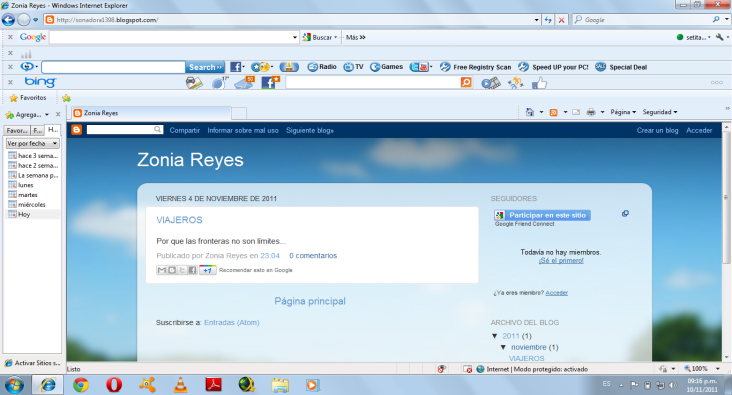 Zonia Reyes - Windows Internet Explorer
http://sonadora1398.blogspot.com/
Google
Google
Buscar
Más »
setita...
Search
Radio
TV
Games
Free Registry Scan
Speed UP your PC!
Special Deal
bing
17°
Favoritos
Agrega...
Zonia Reyes
Página
Seguridad
Favor...
F...
H...
Ver por fecha
hace 3 sema...
hace 2 sema...
La semana p...
lunes
martes
miércoles
Hoy
Activar Sitios s...
Compartir
Informar sobre mal uso
Siguiente blog»
Crear un blog
Acceder
Zonia Reyes
VIERNES 4 DE NOVIEMBRE DE 2011
VIAJEROS
Por que las fronteras no son limites...
Publicado por Zonia Reyes en 23:04 0 comentarios
+1 Recomendar esto en Google
Página principal
Suscribirse a: Entradas (Atom)
SEGUIDORES
Participar en este sitio
Google Friend Connect
Todavía no hay miembros.
¡Sé el primero!
¿Ya eres miembro? Acceder
ARCHIVO DEL BLOG
▼ 2011 (1)
▼ noviembre (1)
VIAJEROS
Listo
Internet | Modo protegido: activado
100%
ES
09:16 p.m.
10/11/2011